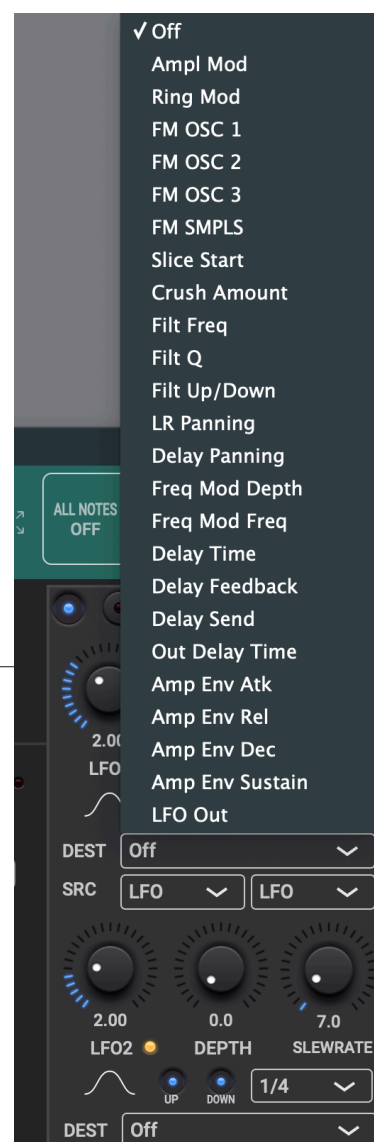 ✓ Off
Ampl Mod
Ring Mod
FM OSC 1
FM OSC 2
FM OSC 3
FM SMPLS
Slice Start
Crush Amount
Filt Freq
Filt Q
Filt Up/Down
LR Panning
Delay Panning
Freq Mod Depth
Freq Mod Freq
Delay Time
Delay Feedback
Delay Send
Out Delay Time
Amp Env Atk
Amp Env Rel
Amp Env Dec
Amp Env Sustain
LFO Out
ALL NOTES
OFF
LFO
DEST Off
SRC LFO LFO
2.00 0.0 7.0
LFO2 DEPTH SLEWRATE
UP DOWN 1/4
DEST Off